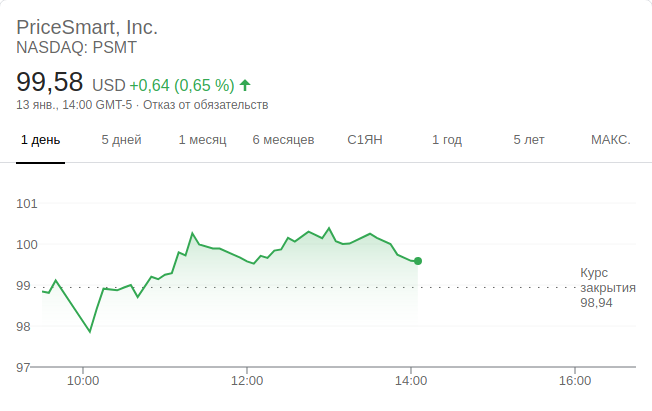 PriceSmart, Inc.
NASDAQ: PSMT
99,58 USD +0,64 (0,65 %)
13 янв., 14:00 GMT-5 · Отказ от обязательств
1 день 5 дней 1 месяц 6 месяцев С1ЯН 1 год 5 лет МАКС.
101
100
99
98
97
Курс
закрытия
98,94
10:00 12:00 14:00 16:00